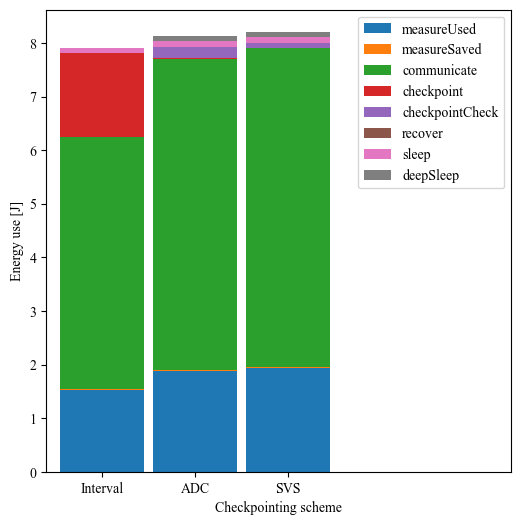 measureUsed
measureSaved
communicate
checkpoint
checkpointCheck
recover
sleep
deepSleep
8
7
6
5
4
3
2
1
0
Energy use [J]
Interval
ADC
SVS
Checkpointing scheme